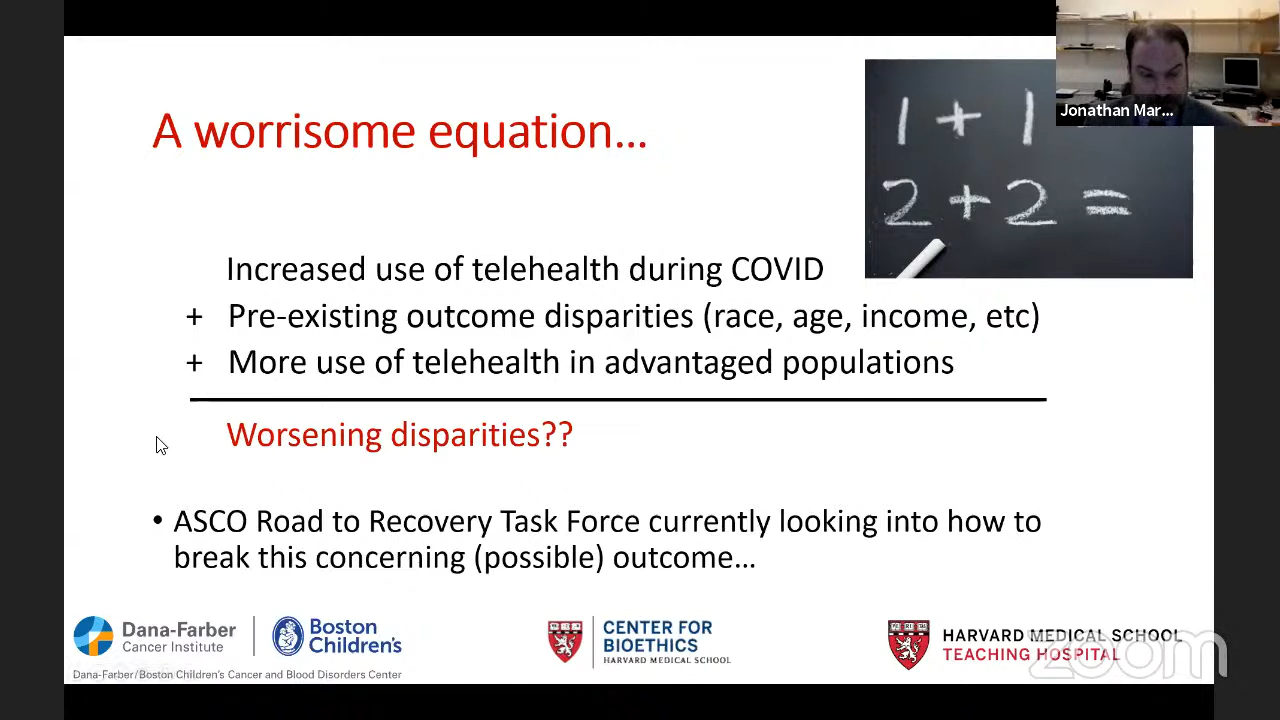 Jonathan Mar...
A worrisome equation...
1 + 1
2 + 2 =
Increased use of telehealth during COVID
+ Pre-existing outcome disparities (race, age, income, etc)
+ More use of telehealth in advantaged populations
Worsening disparities??
• ASCO Road to Recovery Task Force currently looking into how to
break this concerning (possible) outcome...
Dana-Farber
Cancer Institute
Boston
Children's
Dana-Farber/Boston Children's Cancer and Blood Disorders Center
CENTER FOR
BIOETHICS
HARVARD MEDICAL SCHOOL
HARVARD MEDICAL SCHOOL
TEACHING HOSPITAL
zoom